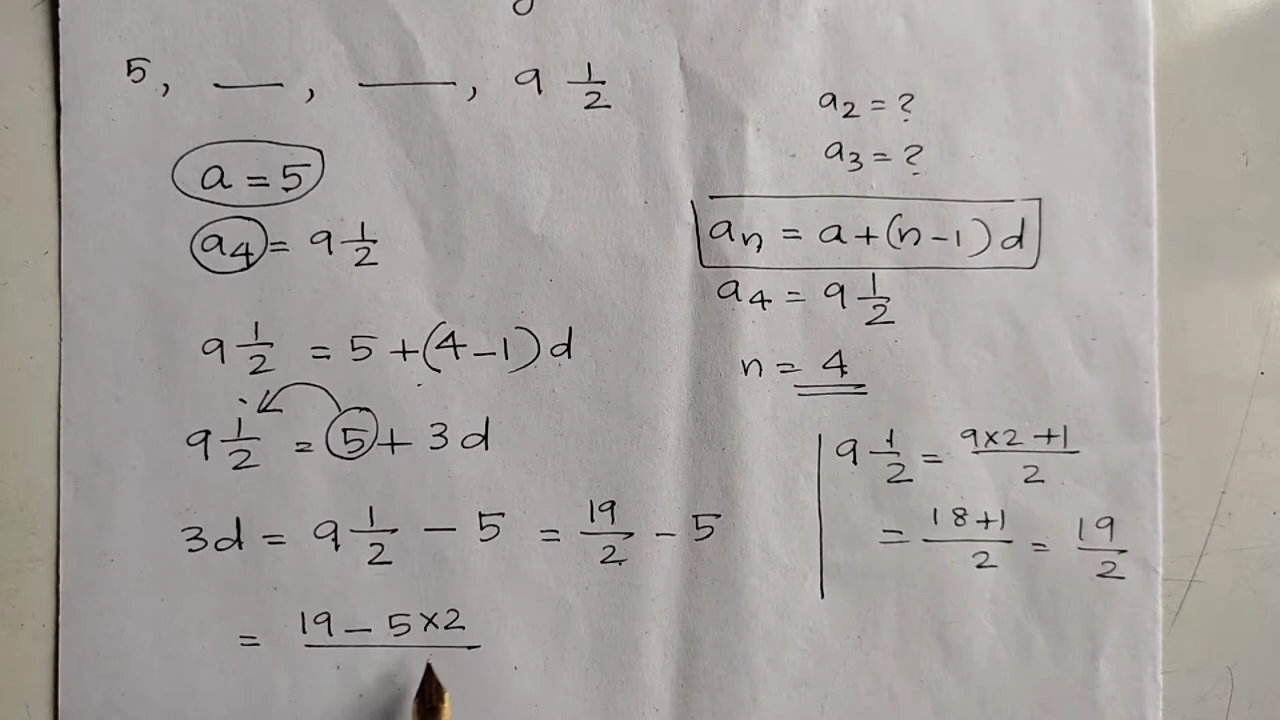 5, ___, ___, 9 1/2
a = 5
a4 = 9 1/2
9 1/2 = 5 + (4-1) d
9 1/2 = 5 + 3d
3d = 9 1/2 - 5 = 19/2 - 5
= 19 - 5×2
a2 = ?
a3 = ?
an = a + (n-1) d
a4 = 9 1/2
n = 4
9 1/2 = 9×2+1/2
= 18+1/2 = 19/2